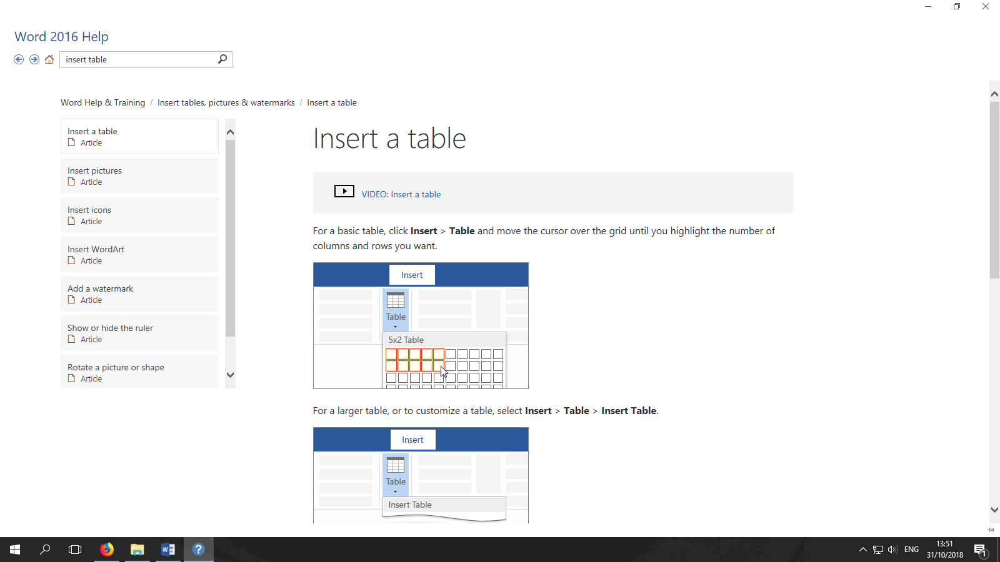 Word 2016 Help
insert table
Word Help & Training / Insert tables, pictures & watermarks / Insert a table
Insert a table
Article
Insert pictures
Article
Insert icons
Article
Insert WordArt
Article
Add a watermark
Article
Show or hide the ruler
Article
Rotate a picture or shape
Article
Insert a table
VIDEO: Insert a table
For a basic table, click Insert > Table and move the cursor over the grid until you highlight the number of
columns and rows you want.
Insert
Table
5x2 Table
For a larger table, or to customize a table, select Insert > Table > Insert Table.
Insert
Table
Insert Table
ENG
13:51
31/10/2018
1